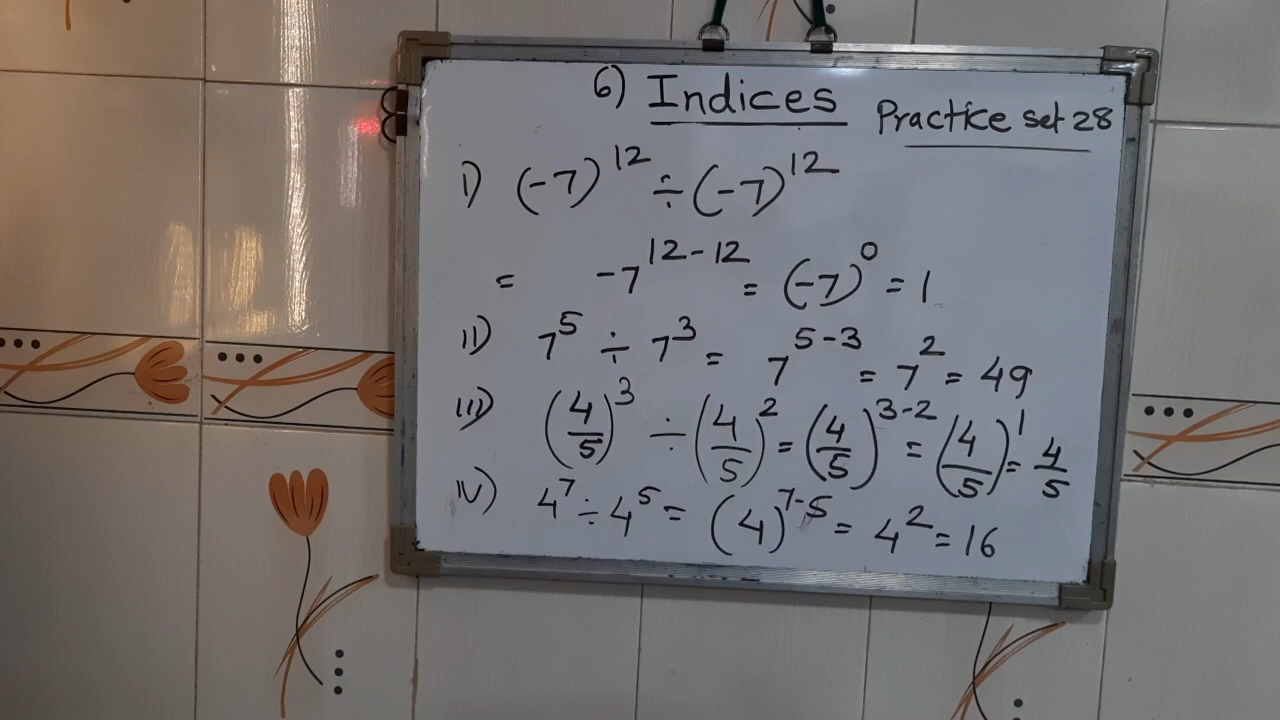 6) Indices Practice set 28
I) (-7)^12 ÷ (-7)^12
= -7^12-12 = (-7)^0 = 1
II) 7^5 ÷ 7^3 = 7^5-3 = 7^2 = 49
III) (4/5)^3 ÷ (4/5)^2 = (4/5)^3-2 = (4/5)^1 = 4/5
IV) 4^7 ÷ 4^5 = (4)^7-5 = 4^2 = 16